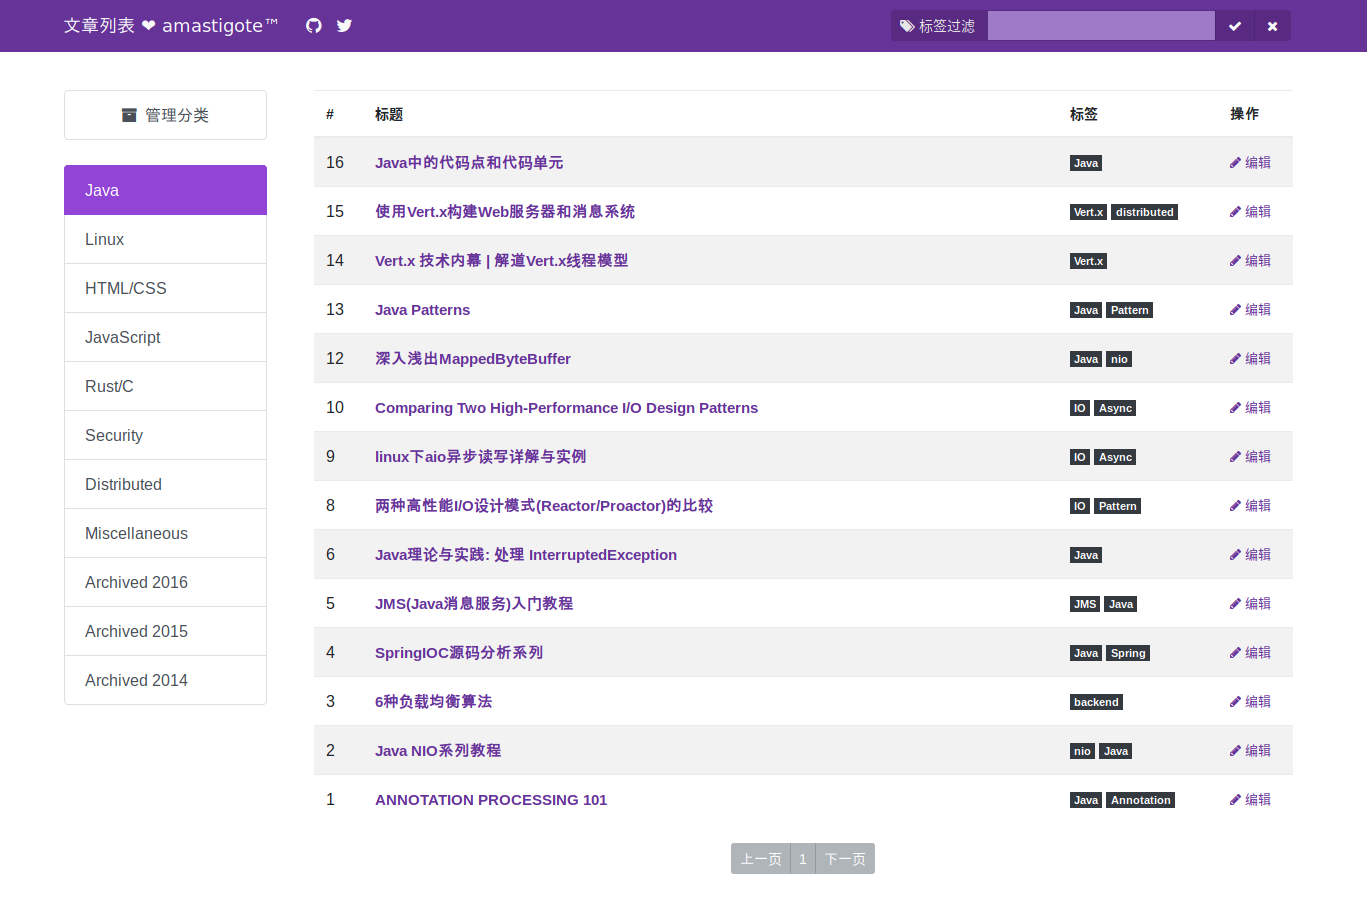 文章列表 ❤ amastigote™ 标签过滤
管理分类
Java
Linux
HTML/CSS
JavaScript
Rust/C
Security
Distributed
Miscellaneous
Archived 2016
Archived 2015
Archived 2014
# 标题 标签 操作
16 Java中的代码点和代码单元 Java 编辑
15 使用Vert.x构建Web服务器和消息系统 Vert.x distributed 编辑
14 Vert.x 技术内幕 | 解道Vert.x线程模型 Vert.x 编辑
13 Java Patterns Java Pattern 编辑
12 深入浅出MappedByteBuffer Java nio 编辑
10 Comparing Two High-Performance I/O Design Patterns IO Async 编辑
9 linux下aio异步读写详解与实例 IO Async 编辑
8 两种高性能I/O设计模式(Reactor/Proactor)的比较 IO Pattern 编辑
6 Java理论与实践: 处理 InterruptedException Java 编辑
5 JMS(Java消息服务)入门教程 JMS Java 编辑
4 SpringIOC源码分析系列 Java Spring 编辑
3 6种负载均衡算法 backend 编辑
2 Java NIO系列教程 nio Java 编辑
1 ANNOTATION PROCESSING 101 Java Annotation 编辑
上一页 1 下一页